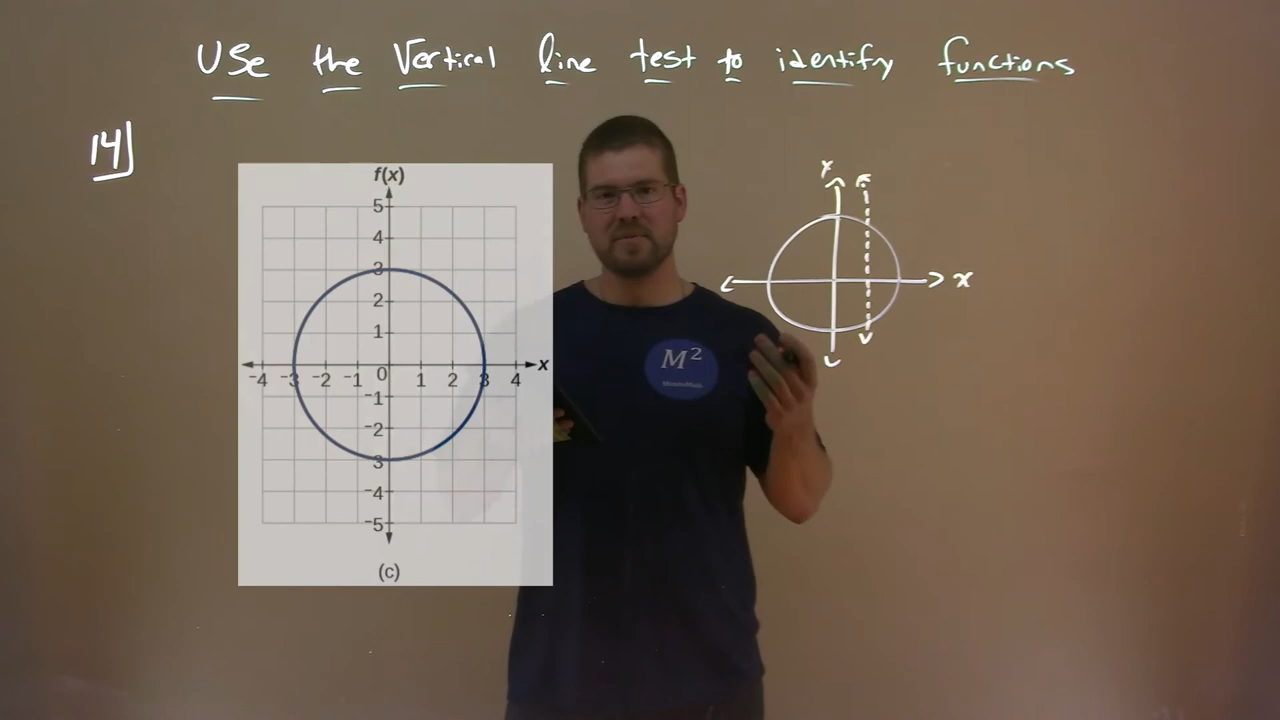 Use the Vertical line test to identify functions
14
f(x)
5
4
3
2
1
-4 -3 -2 -1 0 1 2 3 4 x
-1
-2
3
-4
-5
(c)
x
M²
MinuteMath